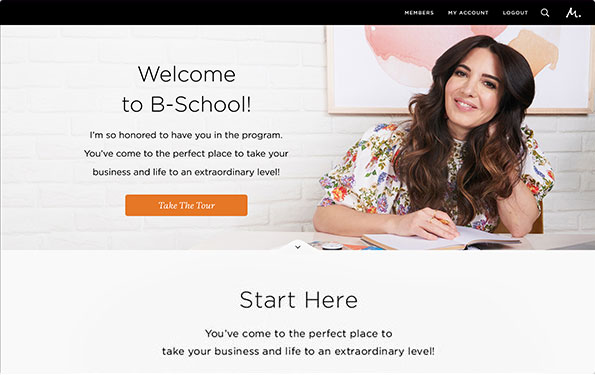 MEMBERS MY ACCOUNT LOGOUT M.
Welcome
to B-School!
I'm so honored to have you in the program.
You've come to the perfect place to take your
business and life to an extraordinary level!
Take The Tour
Start Here
You've come to the perfect place to
take your business and life to an extraordinary level!